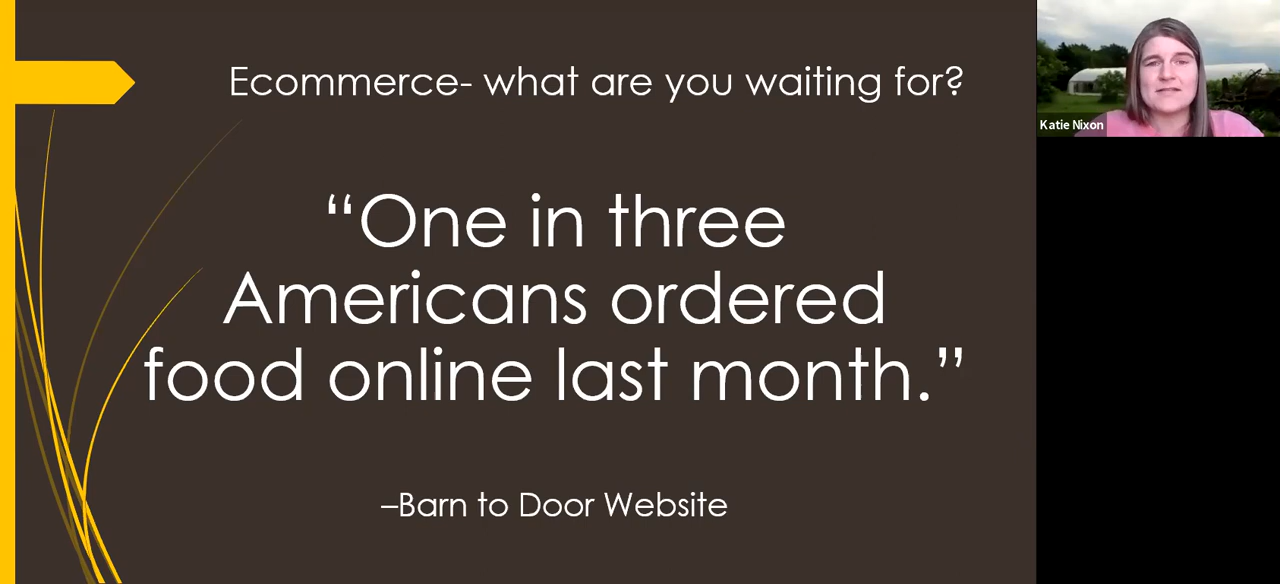 Ecommerce- what are you waiting for?
“One in three
Americans ordered
food online last month.”
–Barn to Door Website
Katie Nixon